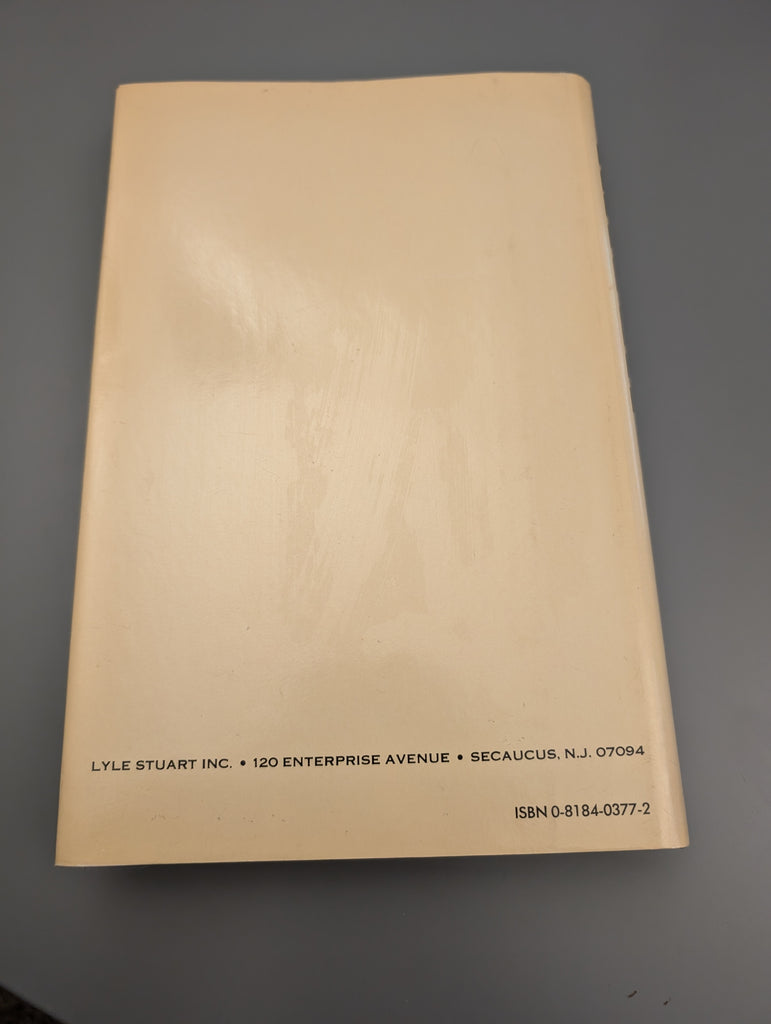 LYLE STUART INC. • 120 ENTERPRISE AVENUE • SECAUCUS, N.J. 07094
ISBN 0-8184-0377-2